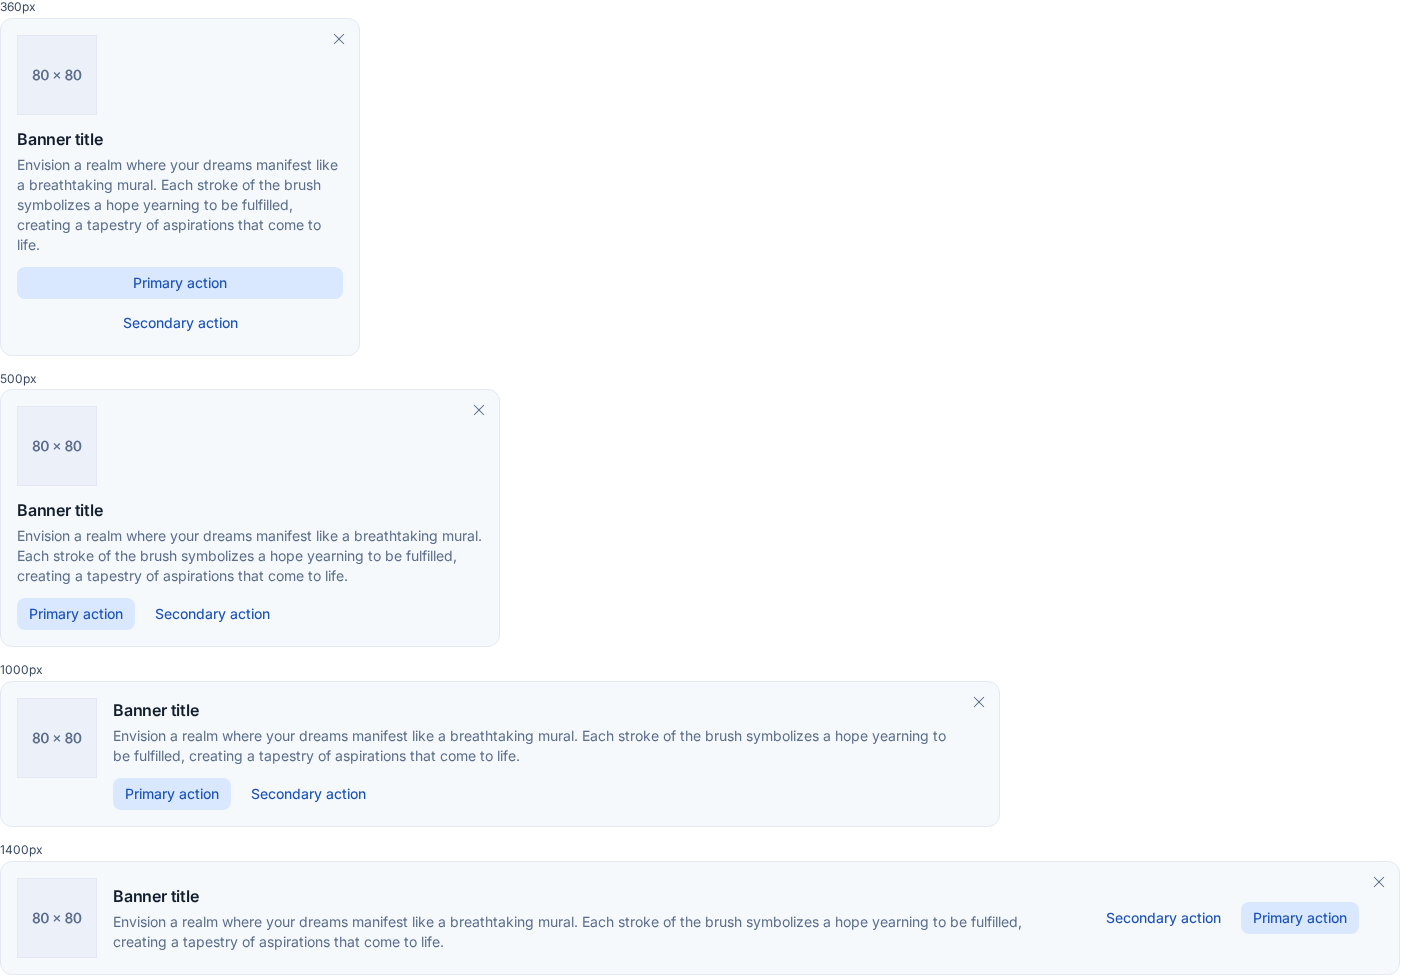 360px
80 × 80
Banner title
Envision a realm where your dreams manifest like
a breathtaking mural. Each stroke of the brush
symbolizes a hope yearning to be fulfilled,
creating a tapestry of aspirations that come to
life.
Primary action
Secondary action
500px
80 × 80
Banner title
Envision a realm where your dreams manifest like a breathtaking mural.
Each stroke of the brush symbolizes a hope yearning to be fulfilled,
creating a tapestry of aspirations that come to life.
Primary action Secondary action
1000px
80 × 80
Banner title
Envision a realm where your dreams manifest like a breathtaking mural. Each stroke of the brush symbolizes a hope yearning to
be fulfilled, creating a tapestry of aspirations that come to life.
Primary action Secondary action
1400px
80 × 80
Banner title
Envision a realm where your dreams manifest like a breathtaking mural. Each stroke of the brush symbolizes a hope yearning to be fulfilled,
creating a tapestry of aspirations that come to life.
Secondary action Primary action